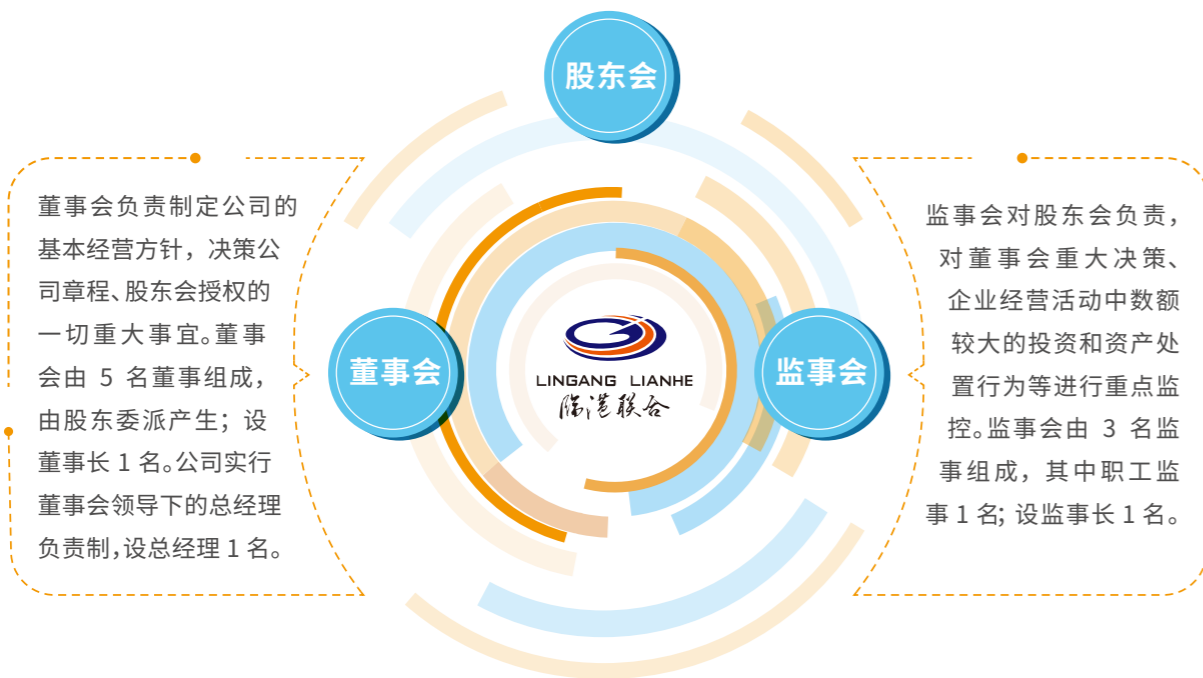 股东会
董事会负责制定公司的
基本经营方针，决策公
司章程、股东会授权的
一切重大事宜。董事
会由 5 名董事组成，
由股东委派产生；设
董事长 1 名。公司实行
董事会领导下的总经理
负责制，设总经理 1 名。
董事会
LINGANG LIANHE
临港联合
监事会
监事会对股东会负责，
对董事会重大决策、
企业经营活动中数额
较大的投资和资产处
置行为等进行重点监
控。监事会由 3 名监
事组成，其中职工监
事 1 名；设监事长 1 名。